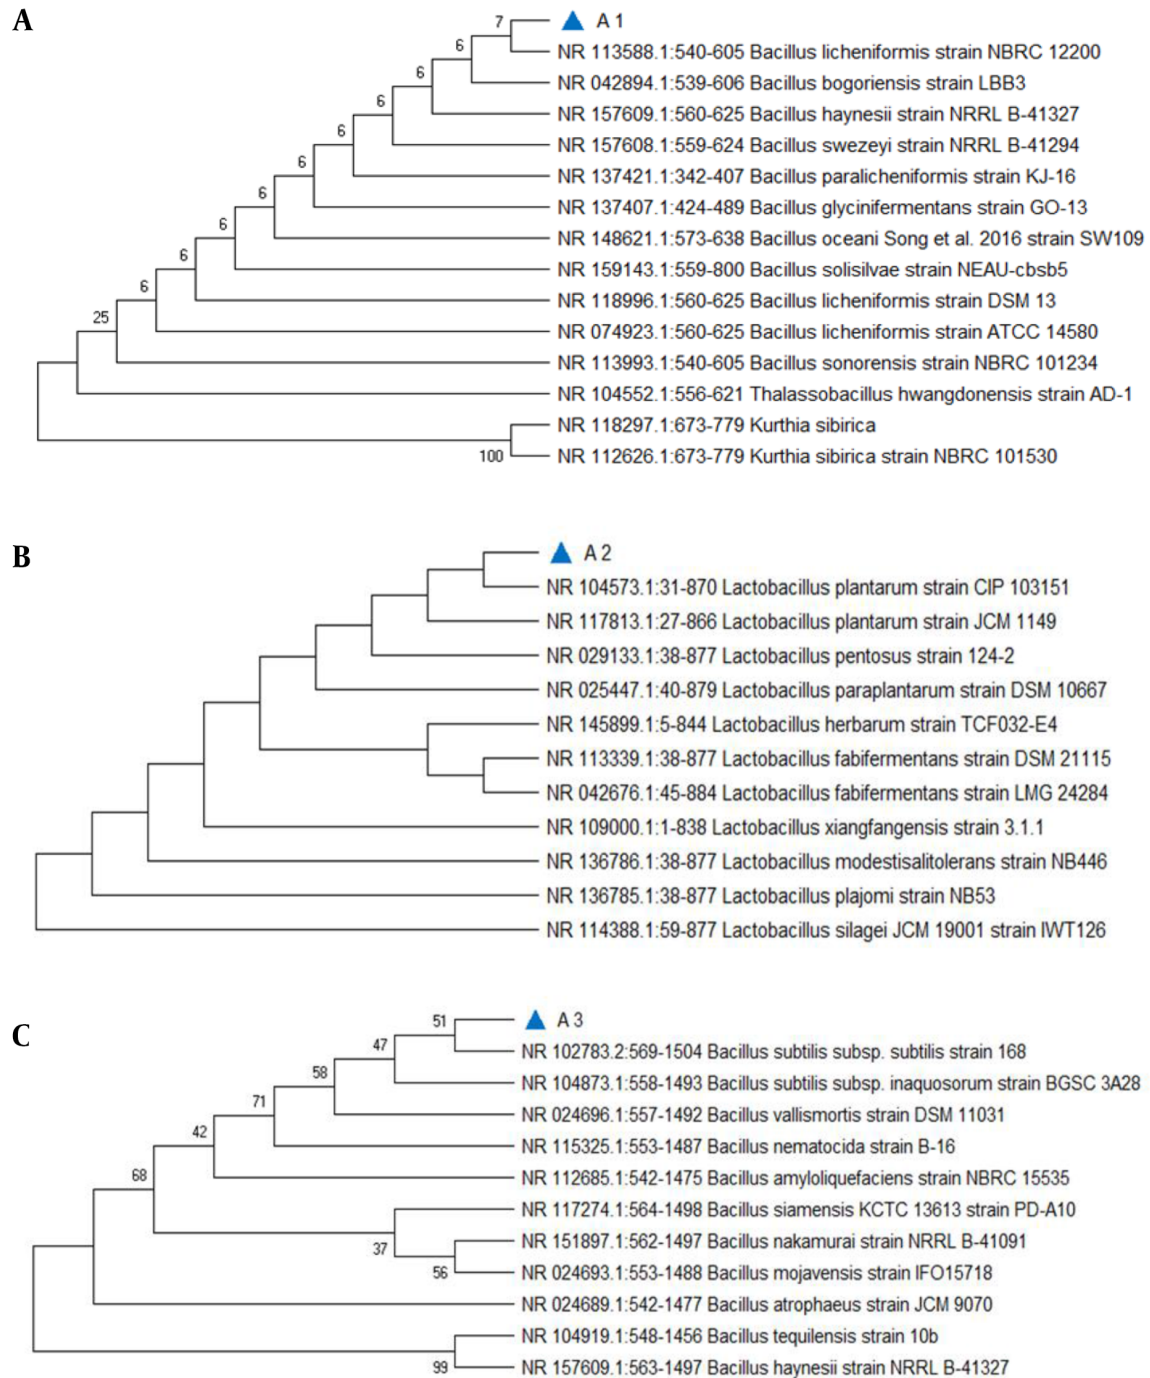 A
7 A 1
NR 113588.1:540-605 Bacillus licheniformis strain NBRC 12200
6
NR 042894.1:539-606 Bacillus bogoriensis strain LBB3
6
NR 157609.1:560-625 Bacillus haynesii strain NRRL B-41327
6
NR 157608.1:559-624 Bacillus swezeyi strain NRRL B-41294
6
NR 137421.1:342-407 Bacillus paralicheniformis strain KJ-16
6
NR 137407.1:424-489 Bacillus glycinifermentans strain GO-13
6
NR 148621.1:573-638 Bacillus oceani Song et al. 2016 strain SW109
6
NR 159143.1:559-800 Bacillus solisilvae strain NEAU-cbsb5
6
NR 118996.1:560-625 Bacillus licheniformis strain DSM 13
6
NR 074923.1:560-625 Bacillus licheniformis strain ATCC 14580
25
NR 113993.1:540-605 Bacillus sonorensis strain NBRC 101234
NR 104552.1:556-621 Thalassobacillus hwangdonensis strain AD-1
NR 118297.1:673-779 Kurthia sibirica
100 NR 112626.1:673-779 Kurthia sibirica strain NBRC 101530
B
A 2
NR 104573.1:31-870 Lactobacillus plantarum strain CIP 103151
NR 117813.1:27-866 Lactobacillus plantarum strain JCM 1149
NR 029133.1:38-877 Lactobacillus pentosus strain 124-2
NR 025447.1:40-879 Lactobacillus paraplantarum strain DSM 10667
NR 145899.1:5-844 Lactobacillus herbarum strain TCF032-E4
NR 113339.1:38-877 Lactobacillus fabifermentans strain DSM 21115
NR 042676.1:45-884 Lactobacillus fabifermentans strain LMG 24284
NR 109000.1:1-838 Lactobacillus xiangfangensis strain 3.1.1
NR 136786.1:38-877 Lactobacillus modestisalitolerans strain NB446
NR 136785.1:38-877 Lactobacillus plajomi strain NB53
NR 114388.1:59-877 Lactobacillus silagei JCM 19001 strain IWT126
C
51 A 3
NR 102783.2:569-1504 Bacillus subtilis subsp. subtilis strain 168
47
NR 104873.1:558-1493 Bacillus subtilis subsp. inaquosorum strain BGSC 3A28
58
NR 024696.1:557-1492 Bacillus vallismortis strain DSM 11031
71
NR 115325.1:553-1487 Bacillus nematocida strain B-16
42
NR 112685.1:542-1475 Bacillus amyloliquefaciens strain NBRC 15535
68
NR 117274.1:564-1498 Bacillus siamensis KCTC 13613 strain PD-A10
37
NR 151897.1:562-1497 Bacillus nakamurai strain NRRL B-41091
56 NR 024693.1:553-1488 Bacillus mojavensis strain IFO15718
NR 024689.1:542-1477 Bacillus atrophaeus strain JCM 9070
NR 104919.1:548-1456 Bacillus tequilensis strain 10b
99 NR 157609.1:563-1497 Bacillus haynesii strain NRRL B-41327